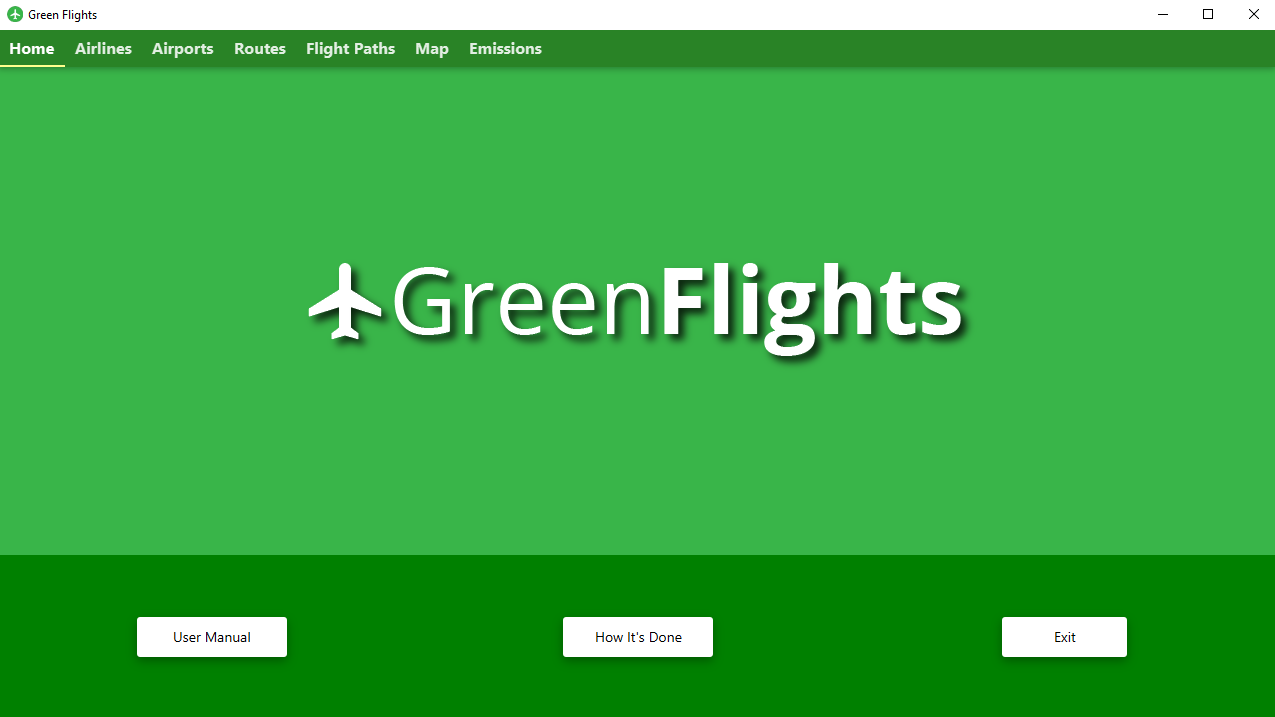 Green Flights
Home Airlines Airports Routes Flight Paths Map Emissions
GreenFlights
User Manual How It's Done Exit